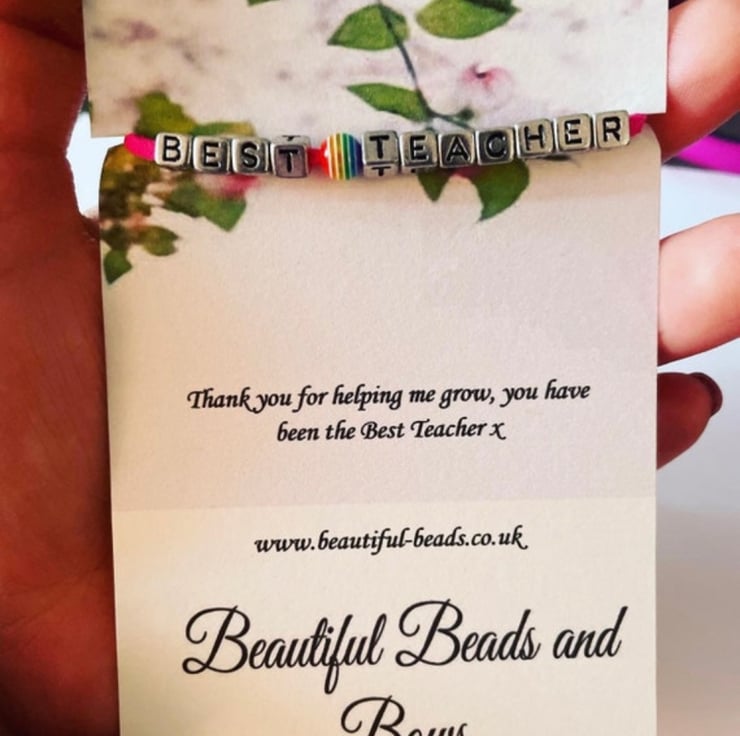 BEST TEACHER
Thank you for helping me grow, you have
been the Best Teacher x
www.beautiful-beads.co.uk
Beautiful Beads and
Bows